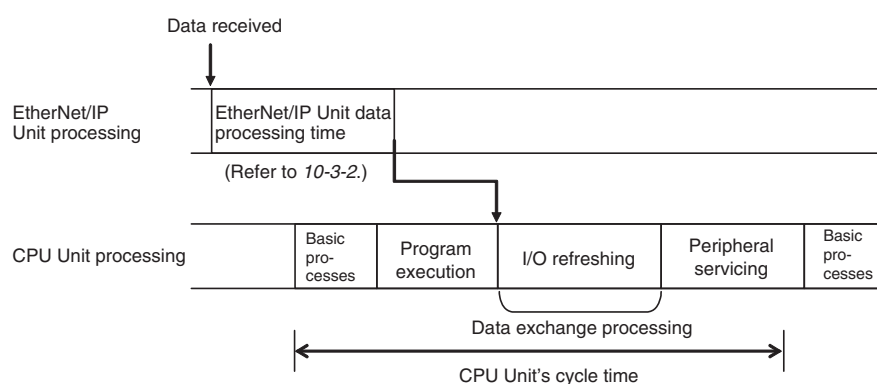 Data received
EtherNet/IP
Unit processing
EtherNet/IP Unit data
processing time
(Refer to 10-3-2.)
CPU Unit processing
Basic
pro-
cesses
Program
execution
I/O refreshing
Peripheral
servicing
Basic
pro-
cesses
Data exchange processing
CPU Unit's cycle time